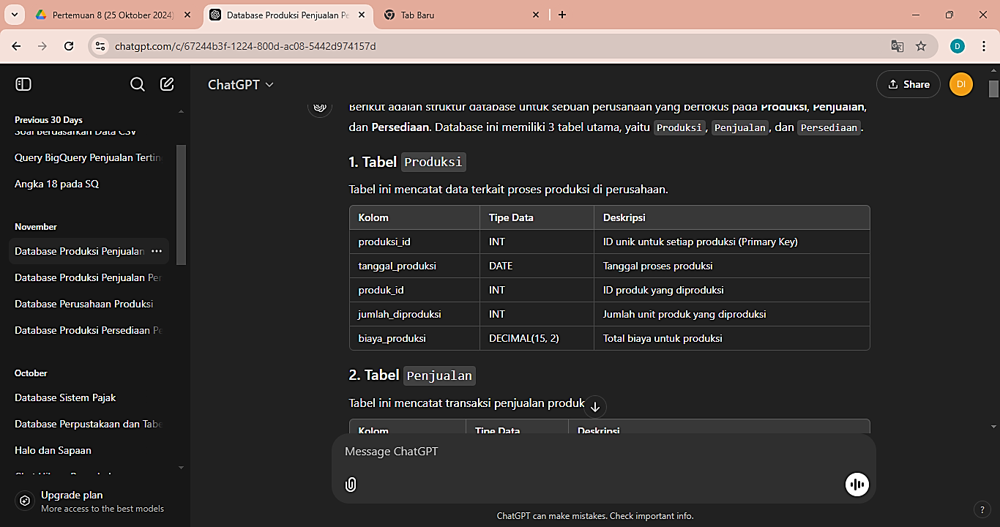 Pertemuan 8 (25 Oktober 2024)
Database Produksi Penjualan Pe
Tab Baru
chatgpt.com/c/67244b3f-1224-800d-ac08-5442d974157d
D
ChatGPT
Share
DI
Previous 30 Days
Soal Berdasarkan Data CSV
Query BigQuery Penjualan Tertin
Angka 18 pada SQ
November
Database Produksi Penjualan
Database Produksi Penjualan Per
Database Perusahaan Produksi
Database Produksi Persediaan Pe
October
Database Sistem Pajak
Database Perpustakaan dan Tabe
Halo dan Sapaan
Upgrade plan
More access to the best models
Berikut adalah struktur database untuk sebuah perusahaan yang berfokus pada Produksi, Penjualan,
dan Persediaan. Database ini memiliki 3 tabel utama, yaitu Produksi, Penjualan, dan Persediaan.
1. Tabel Produksi
Tabel ini mencatat data terkait proses produksi di perusahaan.
Kolom Tipe Data Deskripsi
produksi_id INT ID unik untuk setiap produksi (Primary Key)
tanggal_produksi DATE Tanggal proses produksi
produk_id INT ID produk yang diproduksi
jumlah_diproduksi INT Jumlah unit produk yang diproduksi
biaya_produksi DECIMAL(15, 2) Total biaya untuk produksi
2. Tabel Penjualan
Tabel ini mencatat transaksi penjualan produk
Kolom Tipe Data Deskripsi
Message ChatGPT
ChatGPT can make mistakes. Check important info.
?